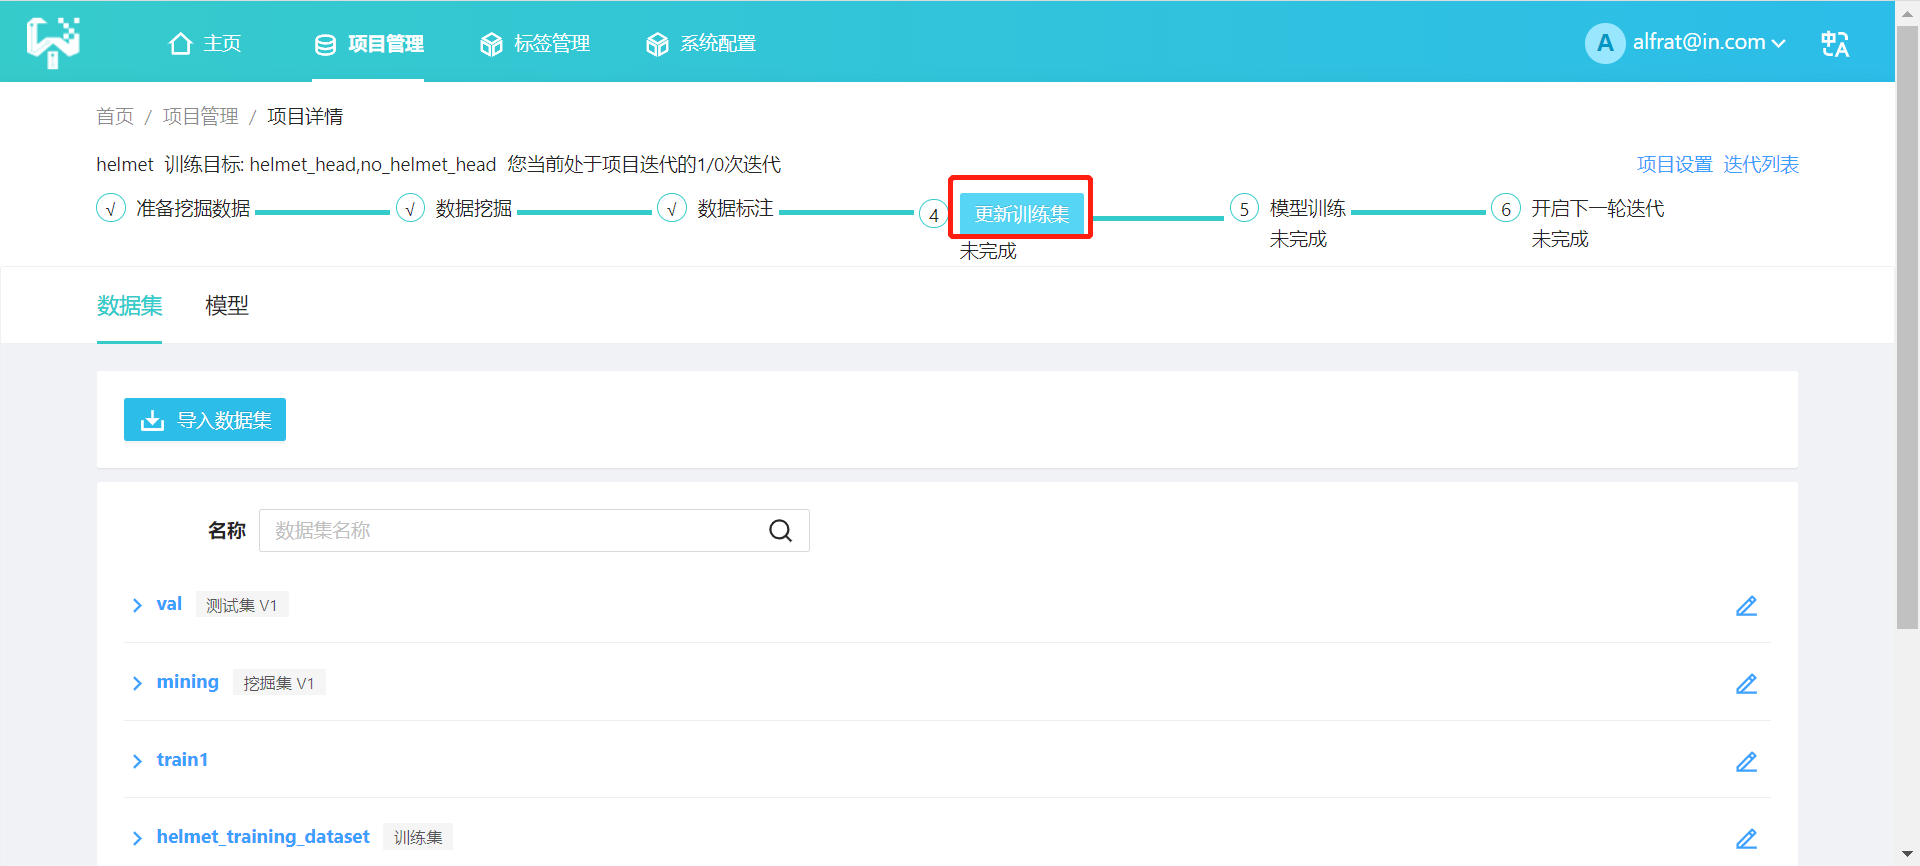 主页 项目管理 标签管理 系统配置 A alfrat@in.com
首页 / 项目管理 / 项目详情
helmet 训练目标: helmet_head,no_helmet_head 您当前处于项目迭代的1/0次迭代 项目设置 迭代列表
√ 准备挖掘数据 √ 数据挖掘 √ 数据标注 4 更新训练集 5 模型训练 6 开启下一轮迭代
未完成 未完成 未完成
数据集 模型
导入数据集
名称 数据集名称
val 测试集 V1
mining 挖掘集 V1
train1
helmet_training_dataset 训练集